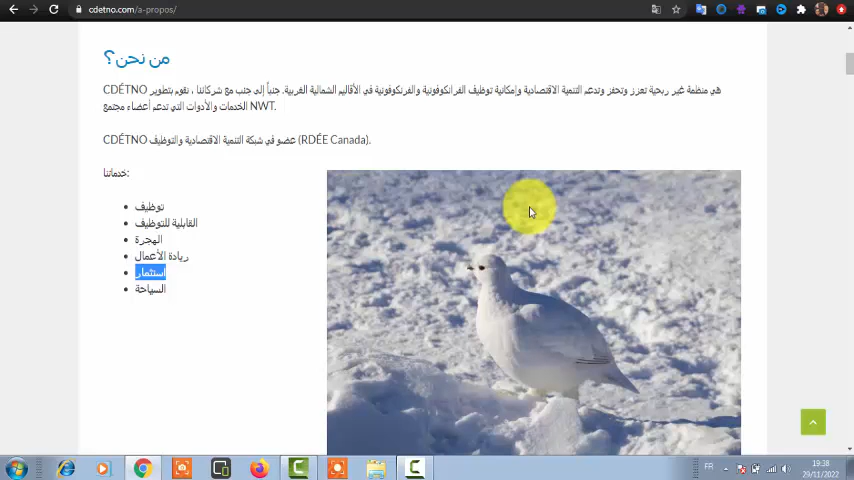 cdetno.com/a-propos/
من نحن؟
CDÉTNO هي منظمة غير ربحية تعزز وتحفز وتدعم التنمية الاقتصادية وإمكانية توظيف الفرانكوفونية والفرنكوفونية في الأقاليم الشمالية الغربية. جنباً إلى جنب مع شركائنا ، نقوم بتطوير
الخدمات والأدوات التي تدعم أعضاء مجتمع NWT.
CDÉTNO عضو في شبكة التنمية الاقتصادية والتوظيف (RDÉE Canada).
خدماتنا:
توظيف
القابلية للتوظيف
الهجرة
ريادة الأعمال
استثمار
السياحة
FR
19:38
29/11/2022